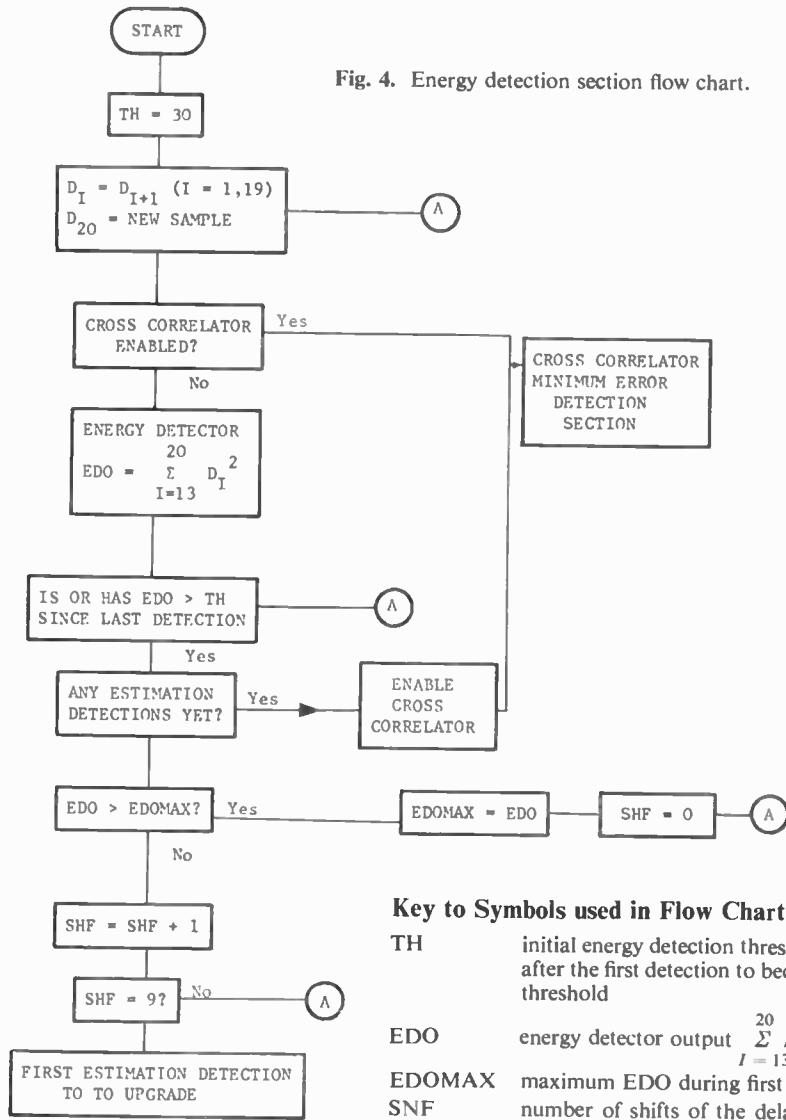 START
Fig. 4. Energy detection section flow chart.
TH = 30
D_I = D_{I+1} (I = 1,19)
D_20 = NEW SAMPLE
A
CROSS CORRELATOR
ENABLED?
Yes
No
CROSS CORRELATOR
MINIMUM ERROR
DETECTION
SECTION
ENERGY DETECTOR
20
EDO = Σ D_I^2
I=13
IS OR HAS EDO > TH
SINCE LAST DETECTION
A
Yes
ANY ESTIMATION
DETECTIONS YET?
Yes
ENABLE
CROSS
CORRELATOR
EDO > EDOMAX?
Yes
EDOMAX = EDO
SHF = 0
A
No
SHF = SHF + 1
SHF = 9?
No
A
FIRST ESTIMATION DETECTION
TO TO UPGRADE
Key to Symbols used in Flow Chart
TH initial energy detection thres
after the first detection to bec
threshold
20
EDO energy detector output Σ
I = 13
EDOMAX maximum EDO during first
SNF number of shifts of the dela